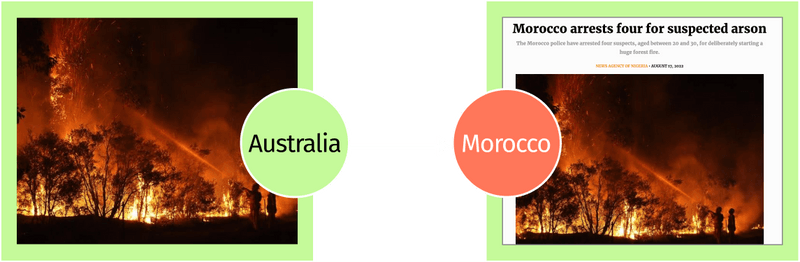 Australia
Morocco arrests four for suspected arson
The Morocco police have arrested four suspects, aged between 20 and 30, for deliberately starting a
huge forest fire.
NEWS AGENCY OF NIGERIA • AUGUST 17, 2022
Morocco